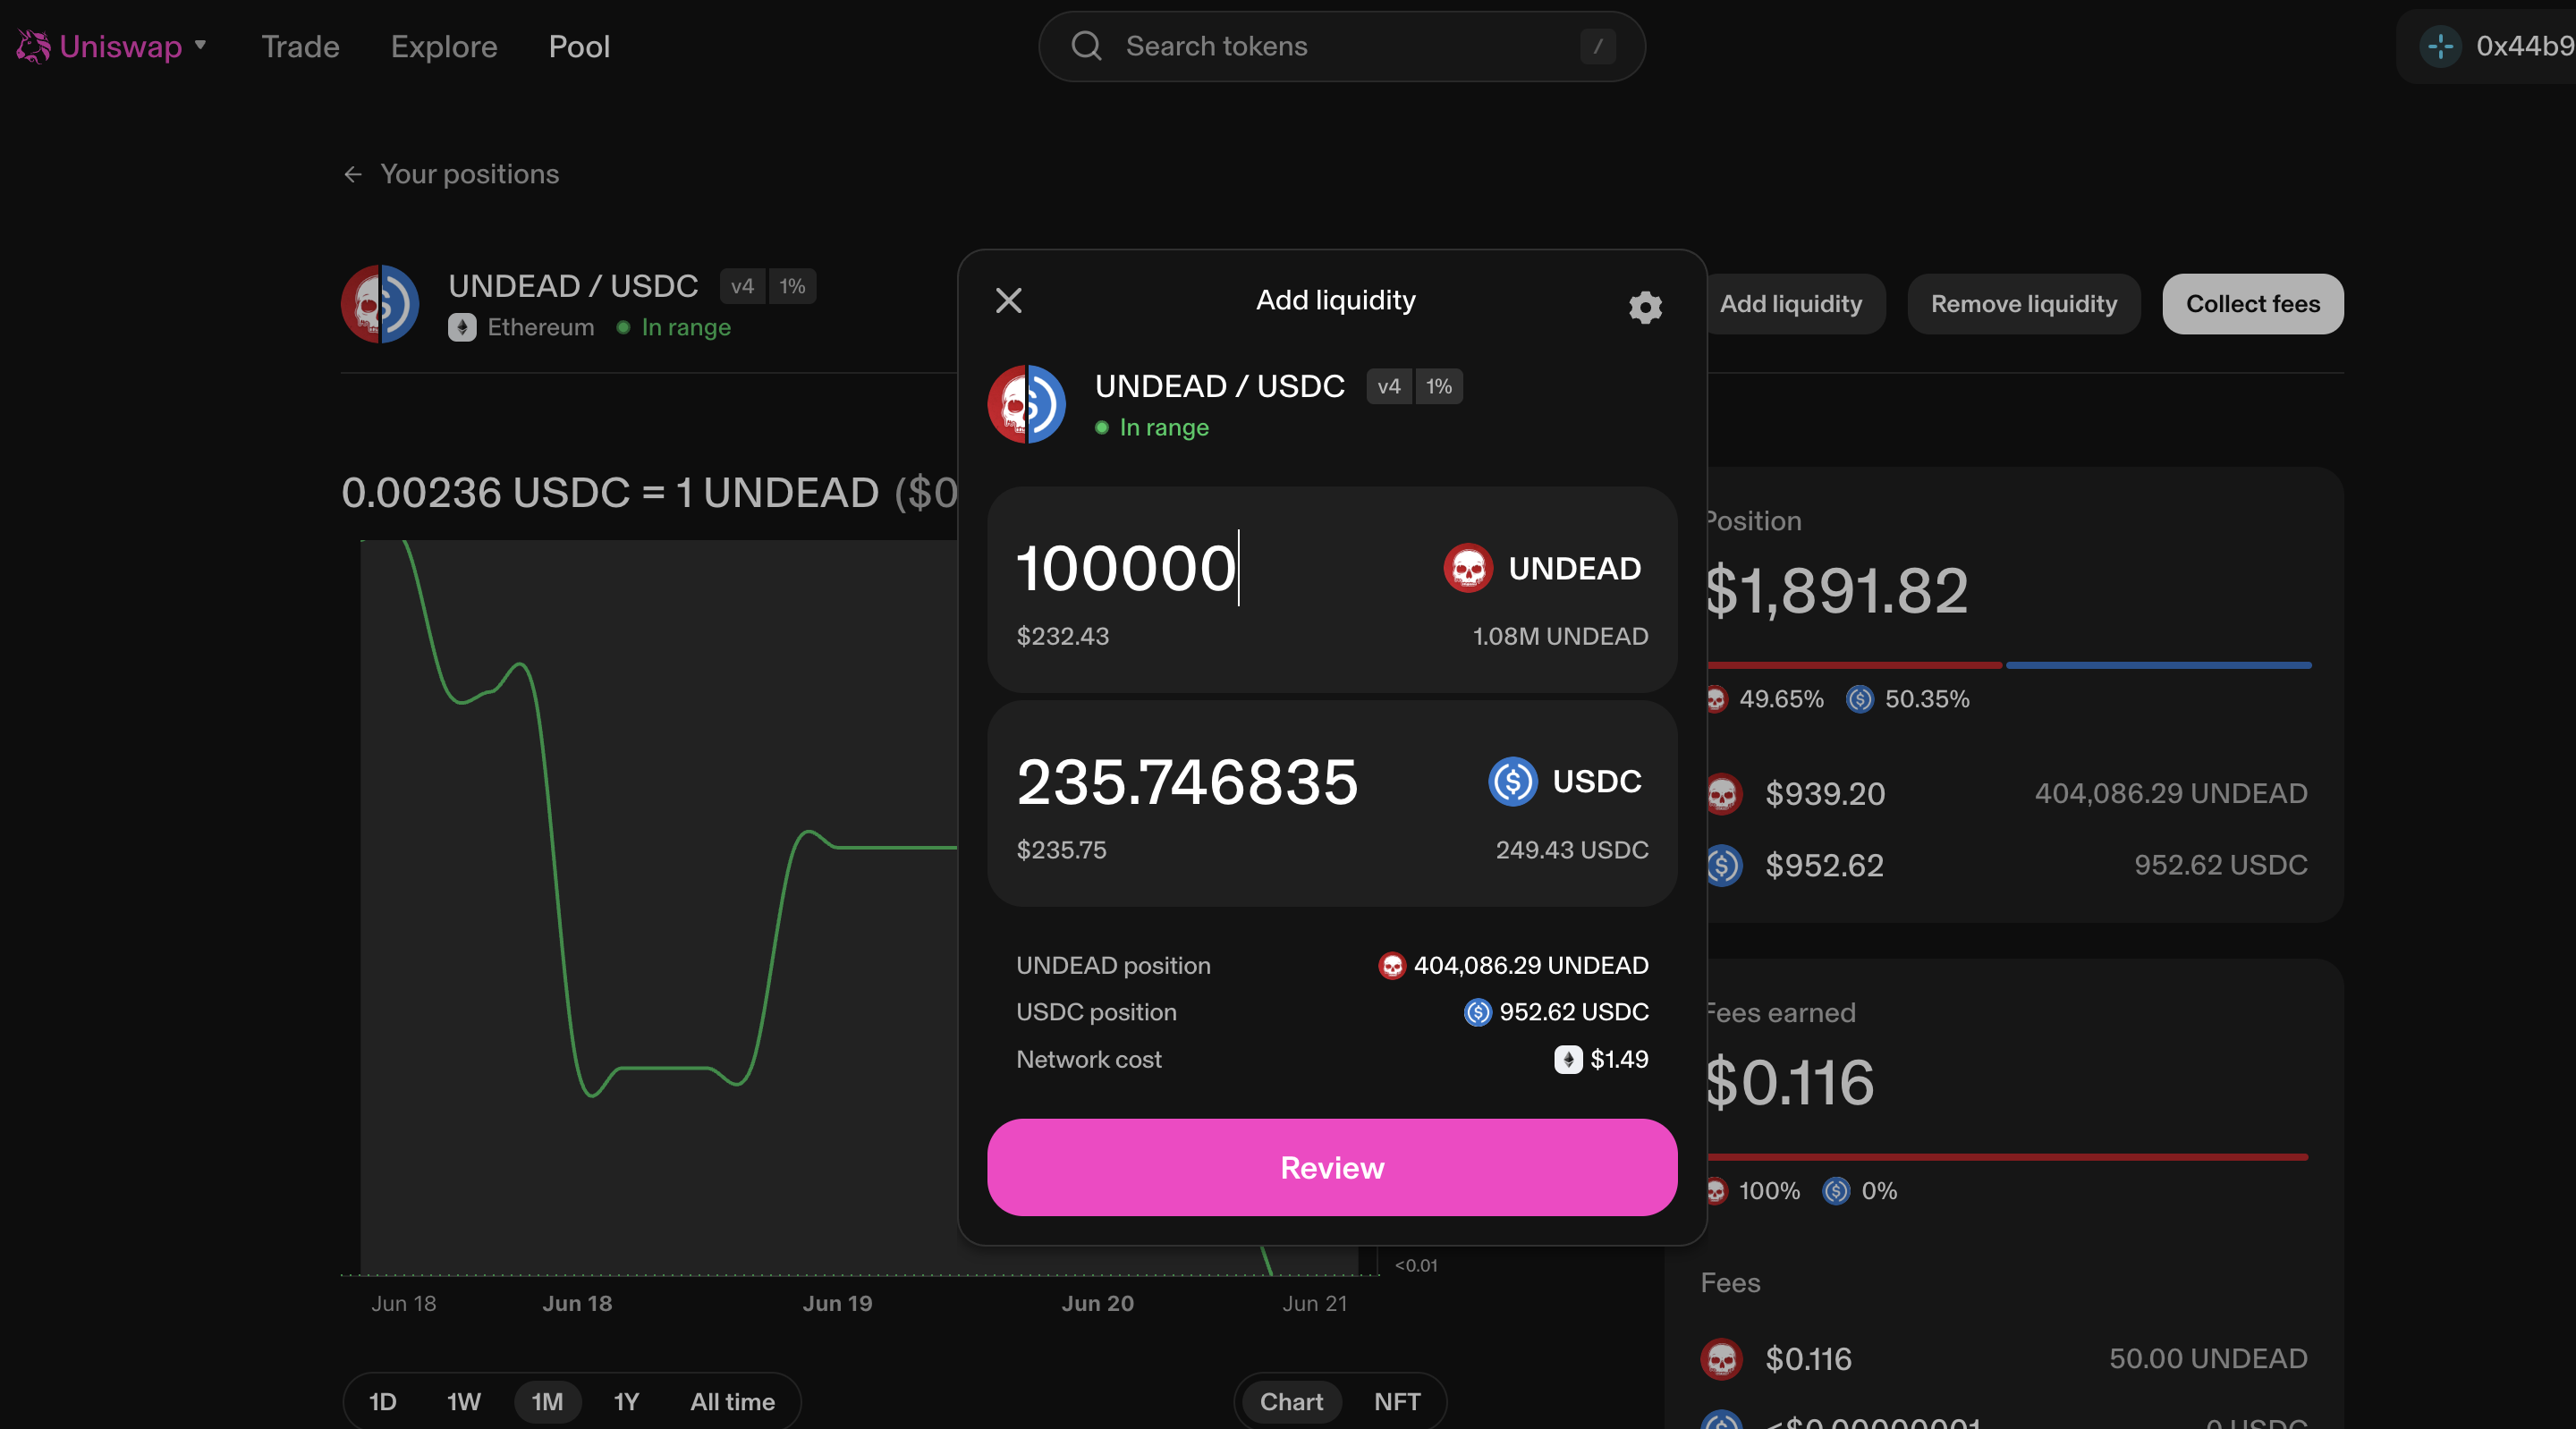 Uniswap
Trade
Explore
Pool
Search tokens
/
0x44b9
Your positions
UNDEAD / USDC
v4
1%
Ethereum
In range
Add liquidity
Remove liquidity
Collect fees
0.00236 USDC = 1 UNDEAD ($0
<0.01
Jun 18
Jun 18
Jun 19
Jun 20
Jun 21
1D
1W
1M
1Y
All time
Chart
NFT
Add liquidity
UNDEAD / USDC
v4
1%
In range
100000
UNDEAD
$232.43
1.08M UNDEAD
235.746835
USDC
$235.75
249.43 USDC
UNDEAD position
404,086.29 UNDEAD
USDC position
952.62 USDC
Network cost
$1.49
Review
Position
$1,891.82
49.65%
50.35%
$939.20
404,086.29 UNDEAD
$952.62
952.62 USDC
Fees earned
$0.116
100%
0%
Fees
$0.116
50.00 UNDEAD
<$0.00000001
0 USDC